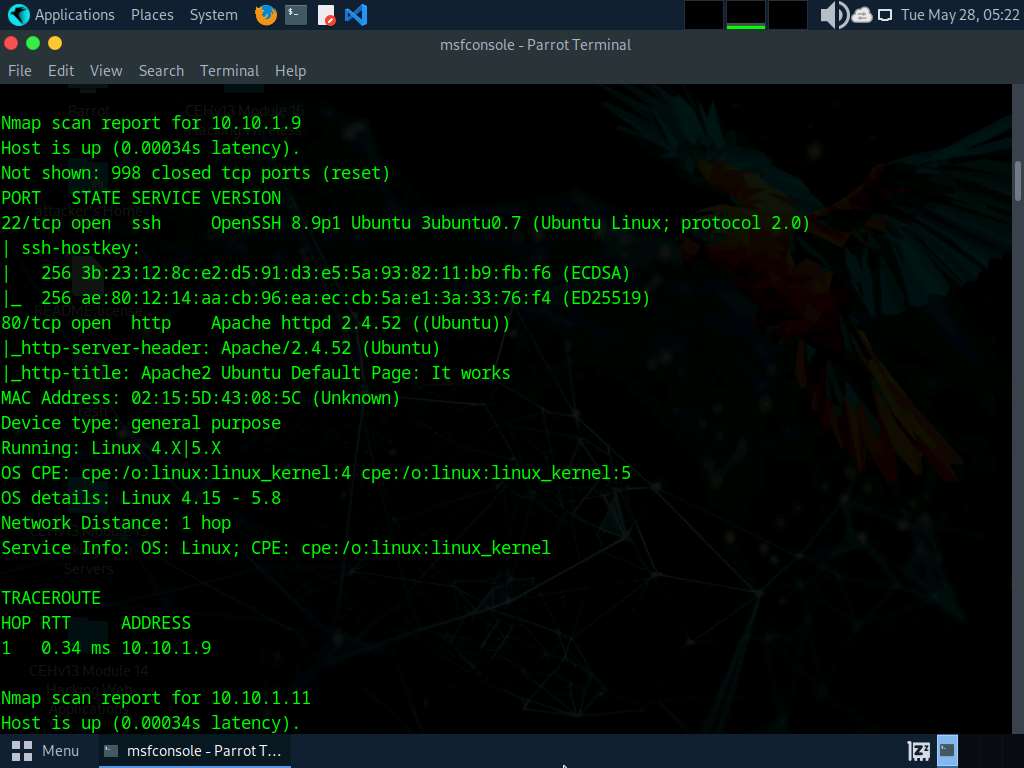 Applications Places System Tue May 28, 05:22
msfconsole - Parrot Terminal
File Edit View Search Terminal Help
Nmap scan report for 10.10.1.9
Host is up (0.00034s latency).
Not shown: 998 closed tcp ports (reset)
PORT   STATE SERVICE VERSION
22/tcp open  ssh     OpenSSH 8.9p1 Ubuntu 3ubuntu0.7 (Ubuntu Linux; protocol 2.0)
| ssh-hostkey:
|   256 3b:23:12:8c:e2:d5:91:d3:e5:5a:93:82:11:b9:fb:f6 (ECDSA)
|_  256 ae:80:12:14:aa:cb:96:ea:ec:cb:5a:e1:3a:33:76:f4 (ED25519)
80/tcp open  http    Apache httpd 2.4.52 ((Ubuntu))
|_http-server-header: Apache/2.4.52 (Ubuntu)
|_http-title: Apache2 Ubuntu Default Page: It works
MAC Address: 02:15:5D:43:08:5C (Unknown)
Device type: general purpose
Running: Linux 4.X|5.X
OS CPE: cpe:/o:linux:linux_kernel:4 cpe:/o:linux:linux_kernel:5
OS details: Linux 4.15 - 5.8
Network Distance: 1 hop
Service Info: OS: Linux; CPE: cpe:/o:linux:linux_kernel
Servers
TRACEROUTE
HOP RTT     ADDRESS
1   0.34 ms 10.10.1.9
CEHv13 Module 14
Nmap scan report for 10.10.1.11
Host is up (0.00034s latency).
Menu msfconsole - Parrot T...